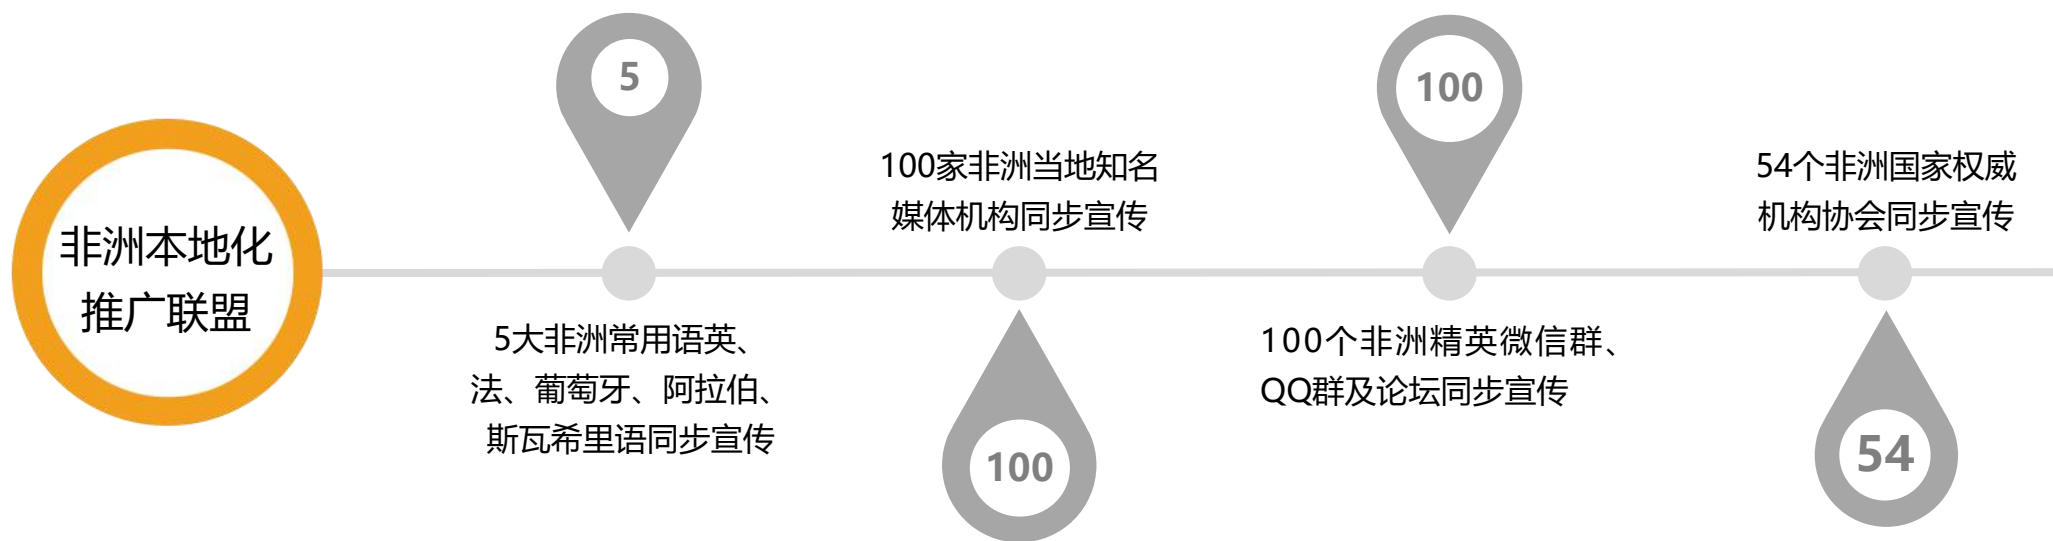 非洲本地化
推广联盟
5
5大非洲常用语英、
法、葡萄牙、阿拉伯、
斯瓦希里语同步宣传
100家非洲当地知名
媒体机构同步宣传
100
100
100个非洲精英微信群、
QQ群及论坛同步宣传
54个非洲国家权威
机构协会同步宣传
54